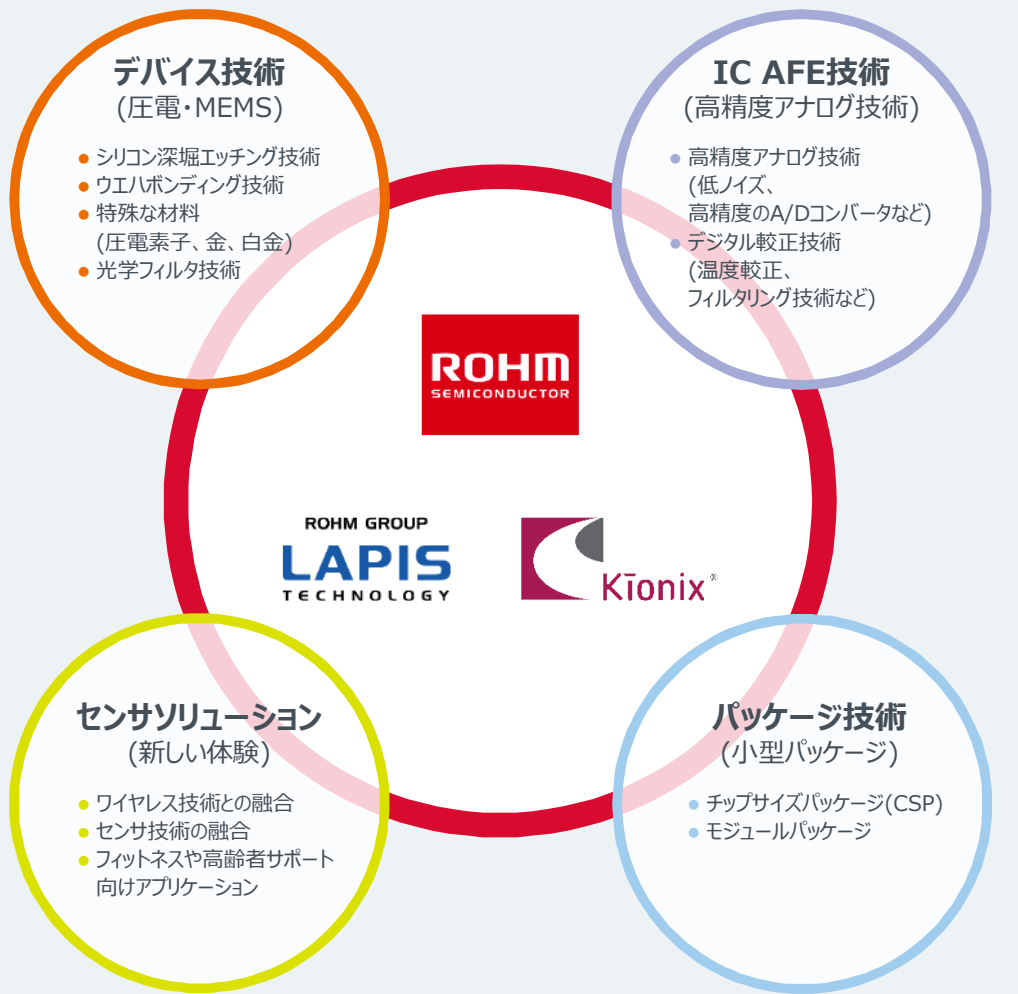 デバイス技術
(圧電・MEMS)
● シリコン深堀エッチング技術
● ウエハボンディング技術
● 特殊な材料
(圧電素子、金、白金)
● 光学フィルタ技術
IC AFE技術
(高精度アナログ技術)
● 高精度アナログ技術
(低ノイズ、
高精度のA/Dコンバータなど)
● デジタル較正技術
(温度較正、
フィルタリング技術など)
ROHM
SEMICONDUCTOR
ROHM GROUP
LAPIS
TECHNOLOGY
Kīonix®
センサソリューション
(新しい体験)
● ワイヤレス技術との融合
● センサ技術の融合
● フィットネスや高齢者サポート
向けアプリケーション
パッケージ技術
(小型パッケージ)
● チップサイズパッケージ(CSP)
● モジュールパッケージ